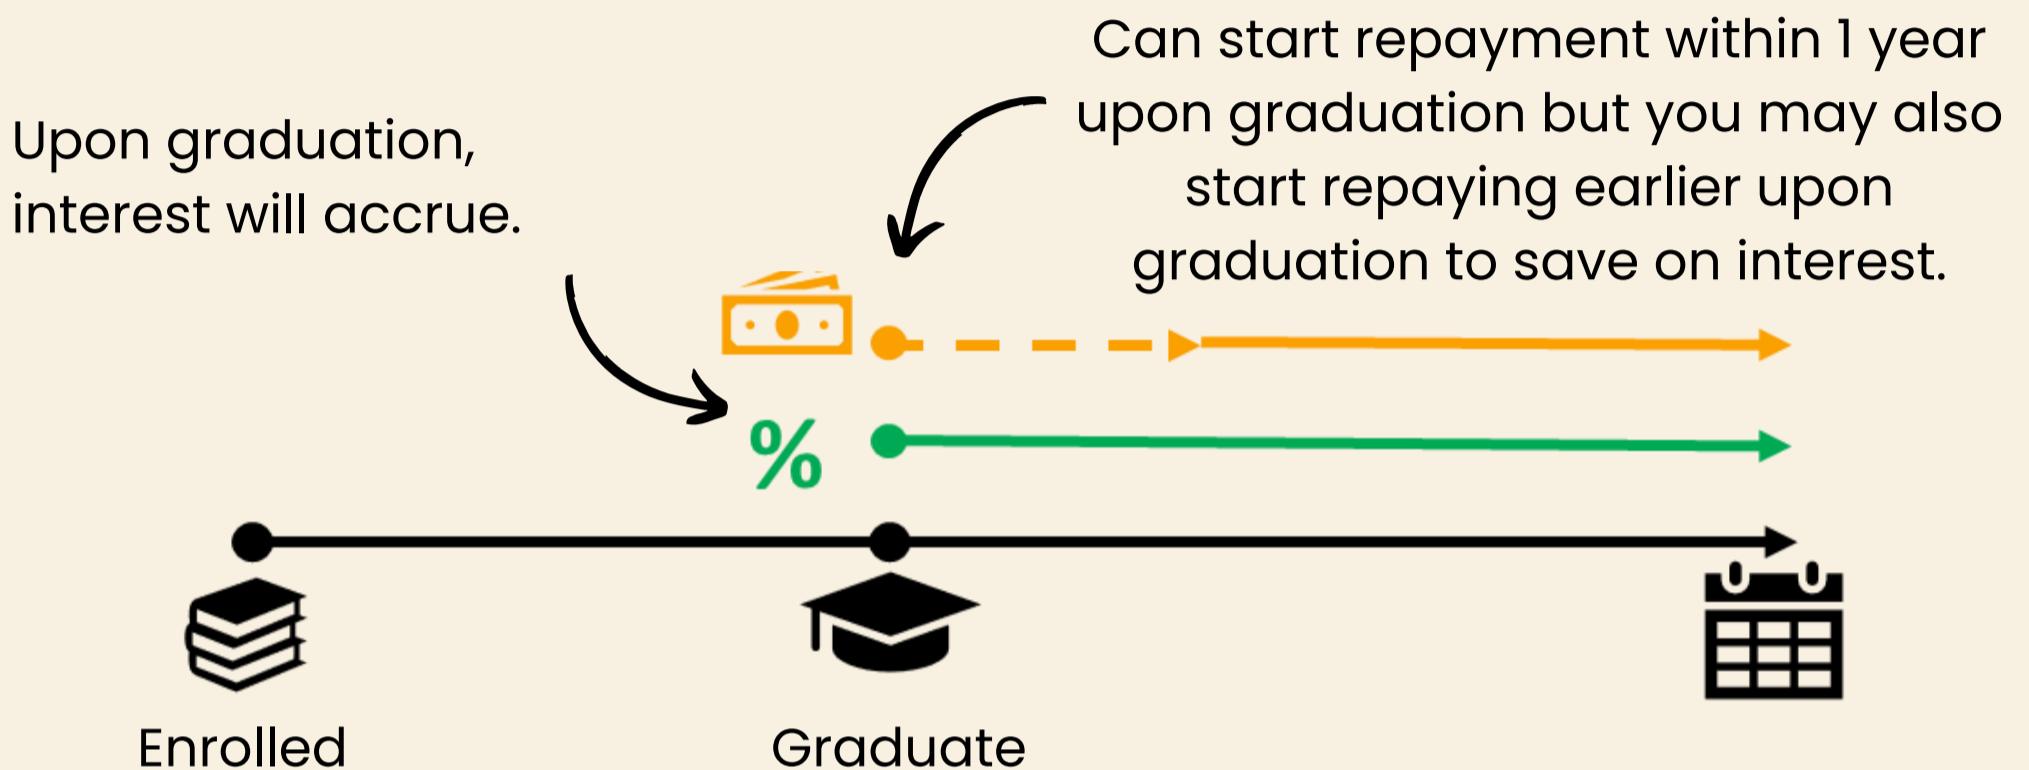 Can start repayment within 1 year
upon graduation but you may also
start repaying earlier upon
graduation to save on interest.
Upon graduation,
interest will accrue.
%
Enrolled
Graduate